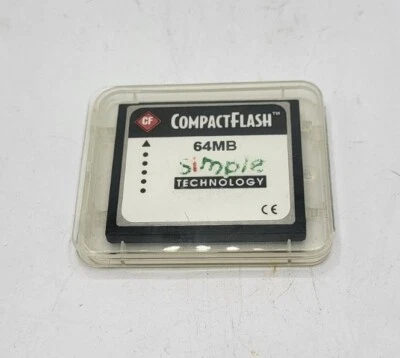 CF COMPACTFLASH™
64MB
simple
TECHNOLOGY
CE